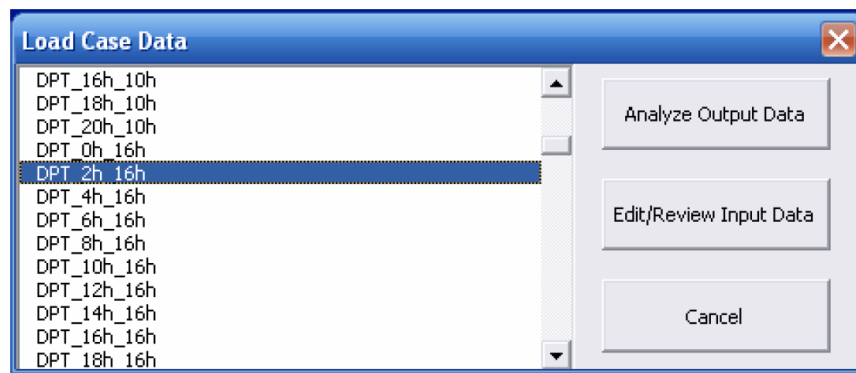 Load Case Data
DPT_16h_10h
DPT_18h_10h
DPT_20h_10h
DPT_0h_16h
DPT_2h_16h
DPT_4h_16h
DPT_6h_16h
DPT_8h_16h
DPT_10h_16h
DPT_12h_16h
DPT_14h_16h
DPT_16h_16h
DPT_18h_16h
Analyze Output Data
Edit/Review Input Data
Cancel